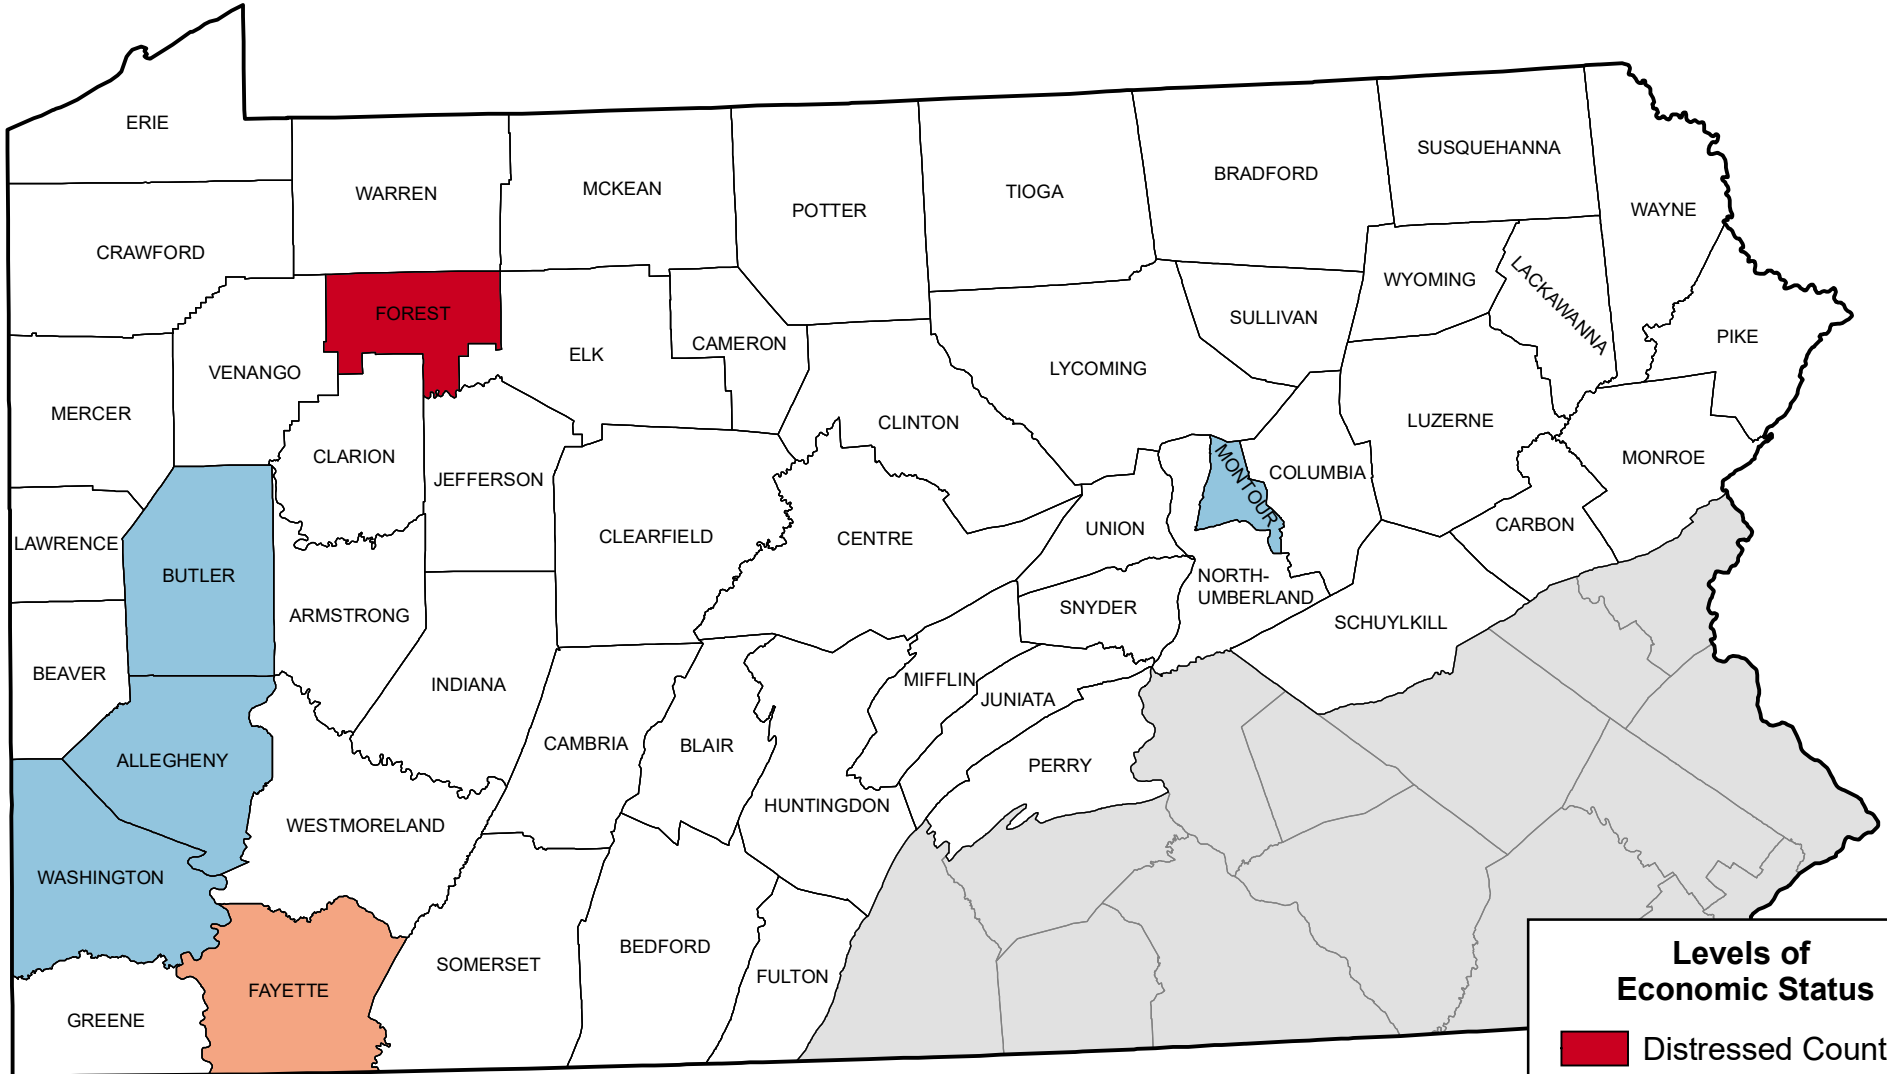 ERIE
WARREN
MCKEAN
POTTER
TIOGA
BRADFORD
SUSQUEHANNA
WAYNE
CRAWFORD
FOREST
ELK
CAMERON
SULLIVAN
WYOMING
LACKAWANNA
PIKE
VENANGO
LYCOMING
MERCER
CLINTON
LUZERNE
CLARION
JEFFERSON
MONTOUR
COLUMBIA
MONROE
LAWRENCE
BUTLER
CLEARFIELD
CENTRE
UNION
CARBON
ARMSTRONG
SNYDER
NORTH-
UMBERLAND
SCHUYLKILL
BEAVER
INDIANA
MIFFLIN
JUNIATA
ALLEGHENY
CAMBRIA
BLAIR
PERRY
HUNTINGDON
WESTMORELAND
WASHINGTON
SOMERSET
BEDFORD
FULTON
FAYETTE
GREENE
Levels of
Economic Status
Distressed Count